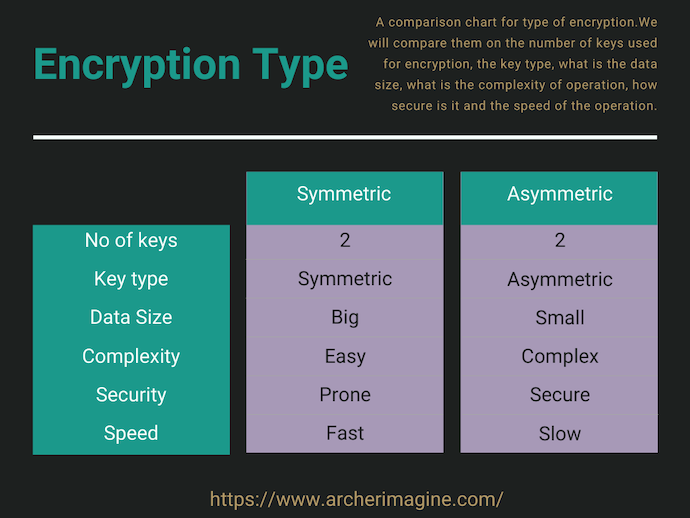 Encryption Type
A comparison chart for type of encryption.We
will compare them on the number of keys used
for encryption, the key type, what is the data
size, what is the complexity of operation, how
secure is it and the speed of the operation.
Symmetric Asymmetric
No of keys 2 2
Key type Symmetric Asymmetric
Data Size Big Small
Complexity Easy Complex
Security Prone Secure
Speed Fast Slow
https://www.archerimagine.com/